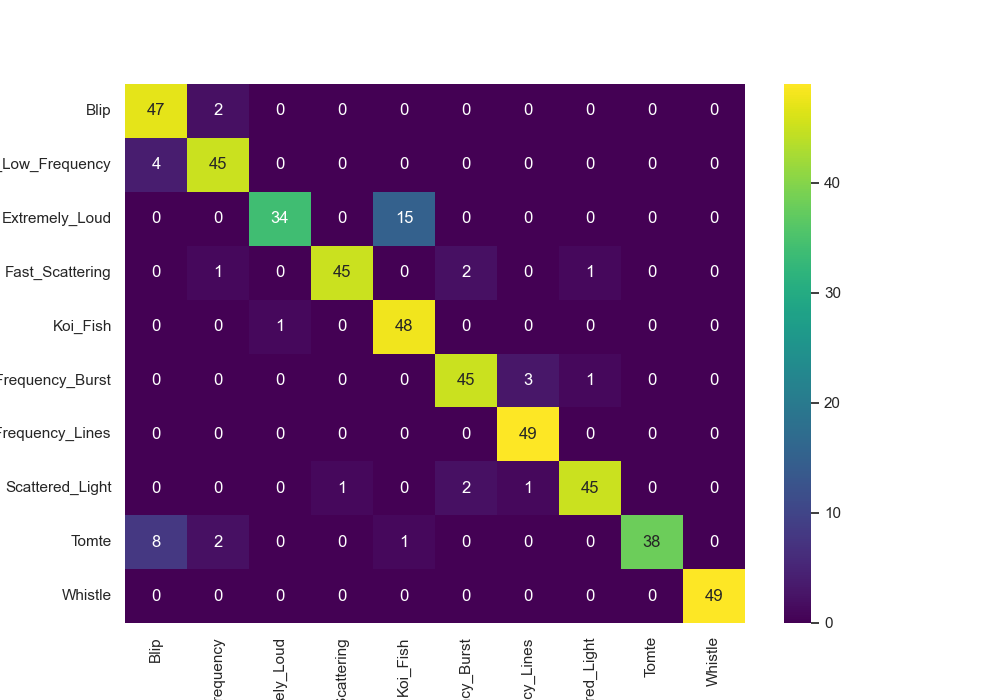 Blip 47 2 0 0 0 0 0 0 0 0
_Low_Frequency 4 45 0 0 0 0 0 0 0 0 40
Extremely_Loud 0 0 34 0 15 0 0 0 0 0
Fast_Scattering 0 1 0 45 0 2 0 1 0 0 30
Koi_Fish 0 0 1 0 48 0 0 0 0 0
Frequency_Burst 0 0 0 0 0 45 3 1 0 0 20
Frequency_Lines 0 0 0 0 0 0 49 0 0 0
Scattered_Light 0 0 0 1 0 2 1 45 0 0 10
Tomte 8 2 0 0 1 0 0 0 38 0
Whistle 0 0 0 0 0 0 0 0 0 49 0
Blip requency ely_Loud cattering Koi_Fish cy_Burst cy_Lines red_Light Tomte Whistle